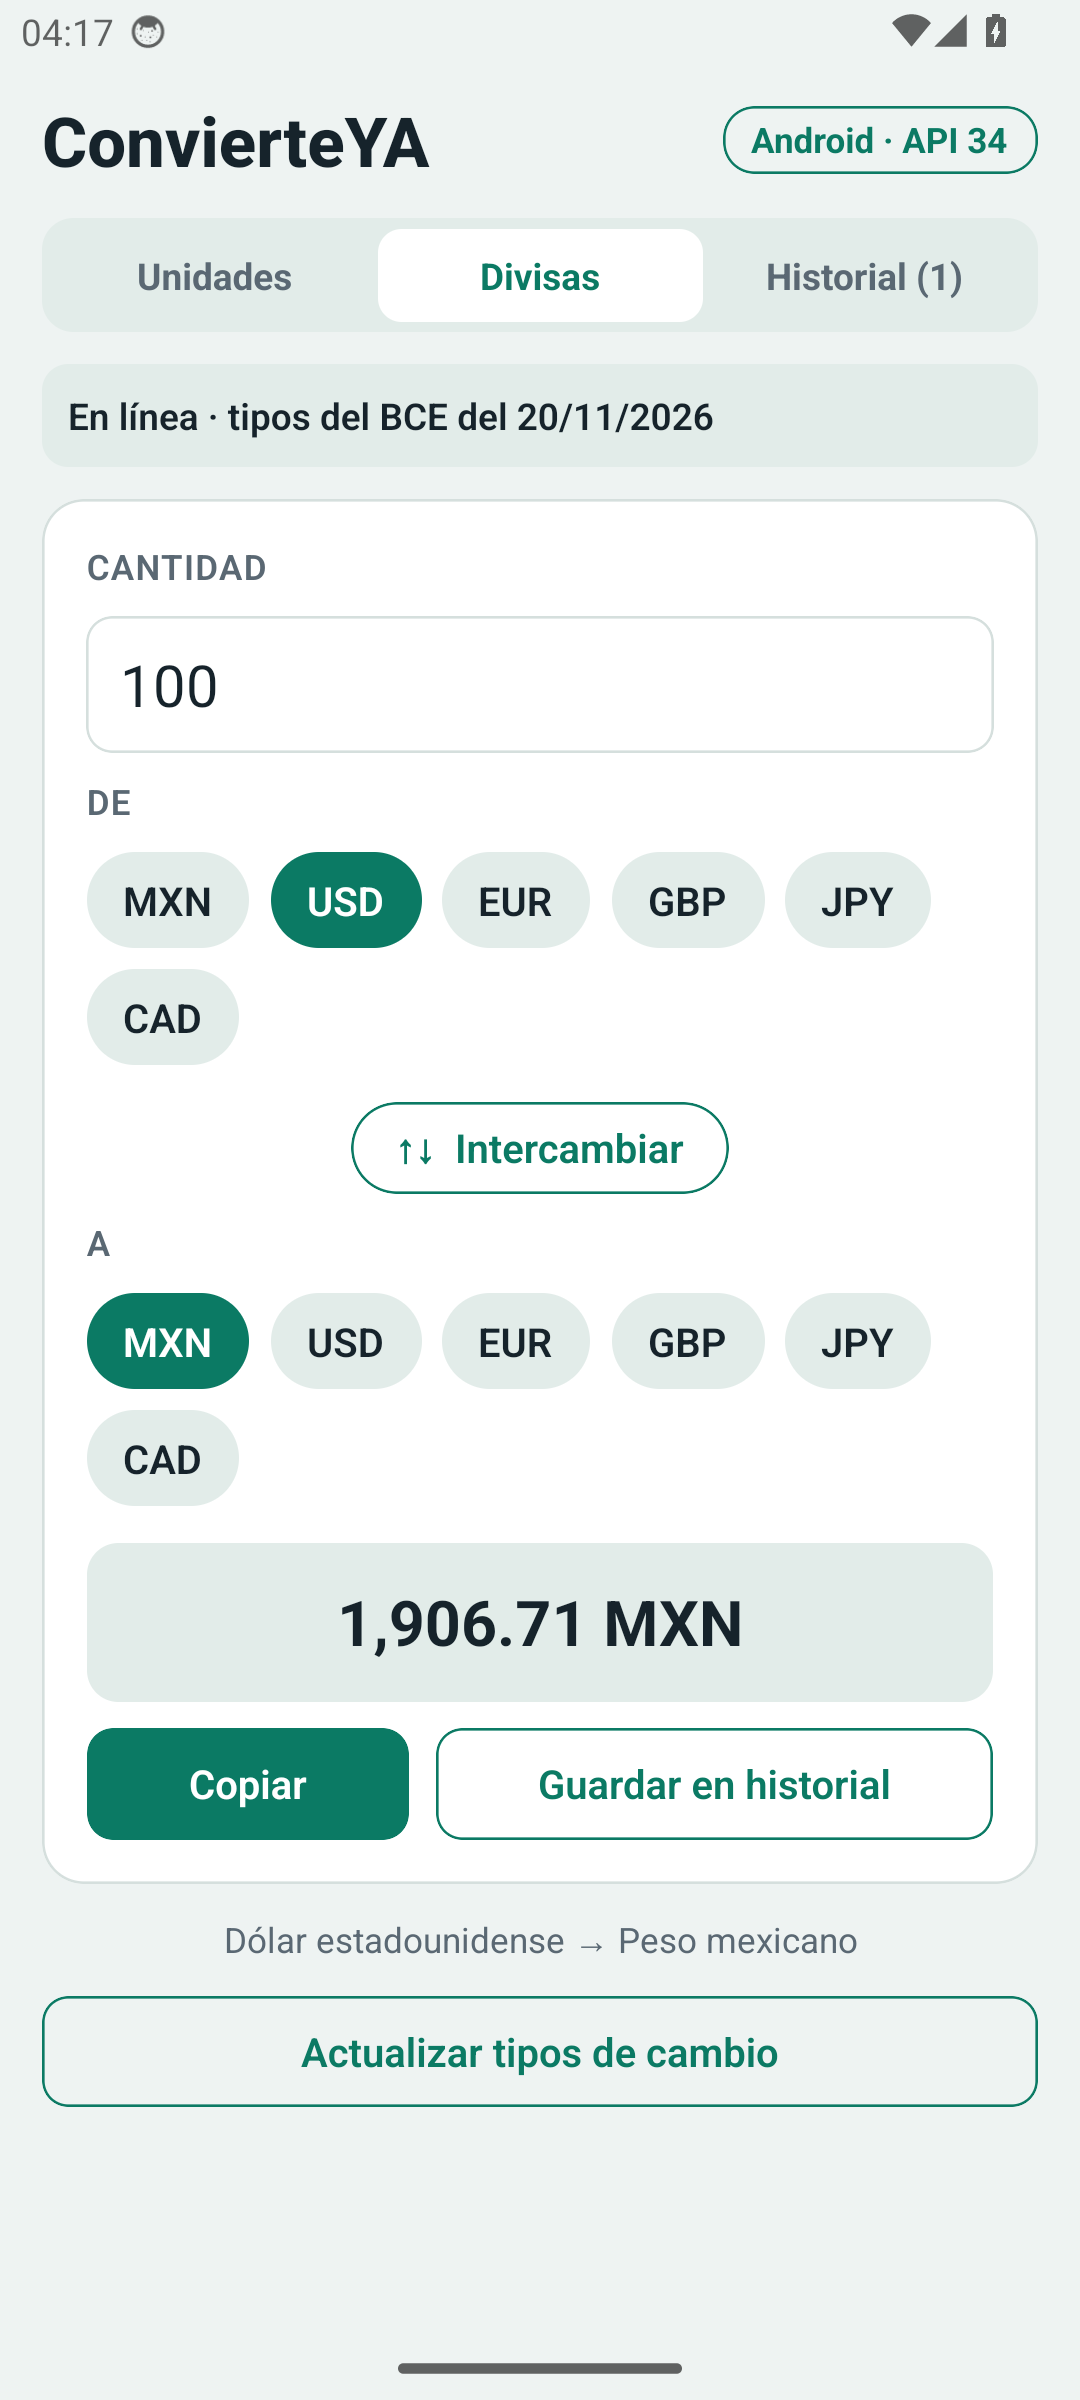 04:17
ConvierteYA
Android · API 34
Unidades
Divisas
Historial (1)
En línea · tipos del BCE del 20/11/2026
CANTIDAD
100
DE
MXN
USD
EUR
GBP
JPY
CAD
↑↓ Intercambiar
A
MXN
USD
EUR
GBP
JPY
CAD
1,906.71 MXN
Copiar
Guardar en historial
Dólar estadounidense → Peso mexicano
Actualizar tipos de cambio